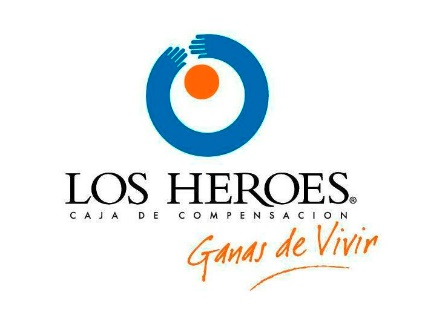 LOS HEROES®
CAJA DE COMPENSACION
Ganas de Vivir